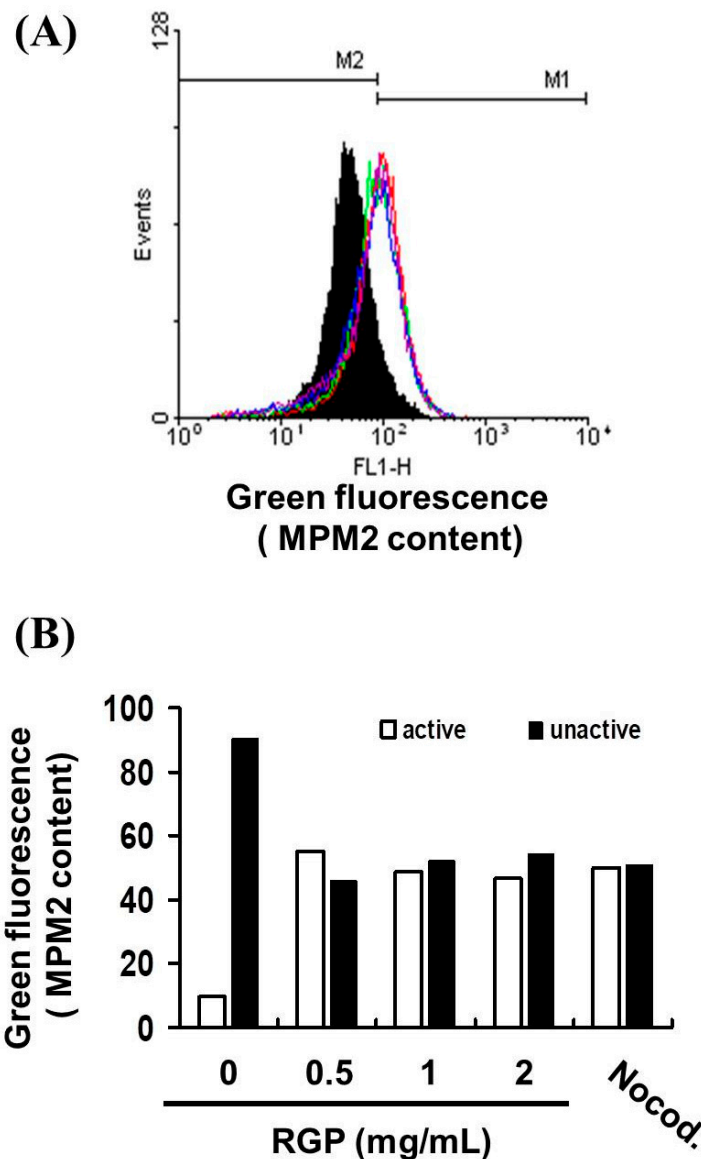 (A)
128
M2
M1
Events
0
10⁰ 10¹ 10² 10³ 10⁴
FL1-H
Green fluorescence
( MPM2 content)
(B)
Green fluorescence
( MPM2 content)
100
80
60
40
20
0
active unactive
0 0.5 1 2 Nocod.
RGP (mg/mL)